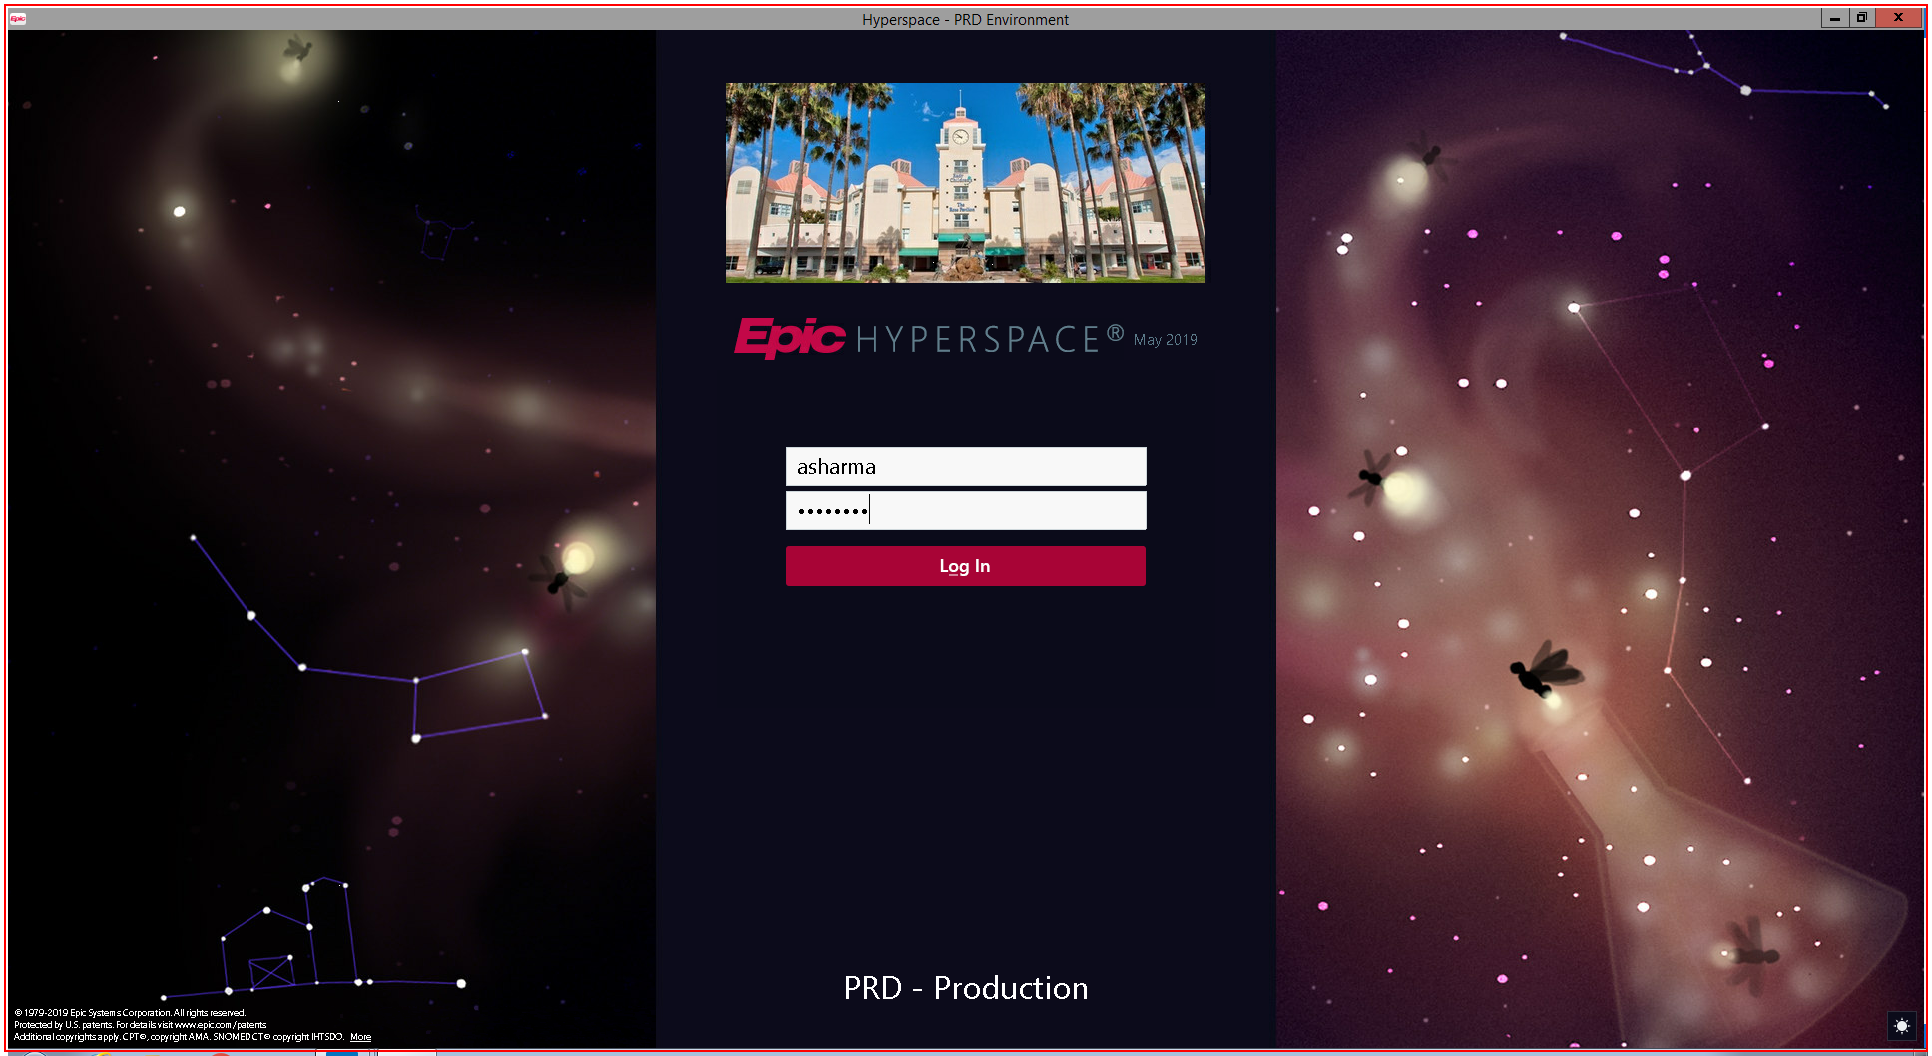 Epic
Hyperspace - PRD Environment
Epic HYPERSPACE® May 2019
asharma
••••••••
Log In
PRD - Production
© 1979-2019 Epic Systems Corporation. All rights reserved.
Protected by U.S. patents. For details visit www.epic.com/patents
Additional copyrights apply. CPT©, copyright AMA. SNOMED CT© copyright IHTSDO. More